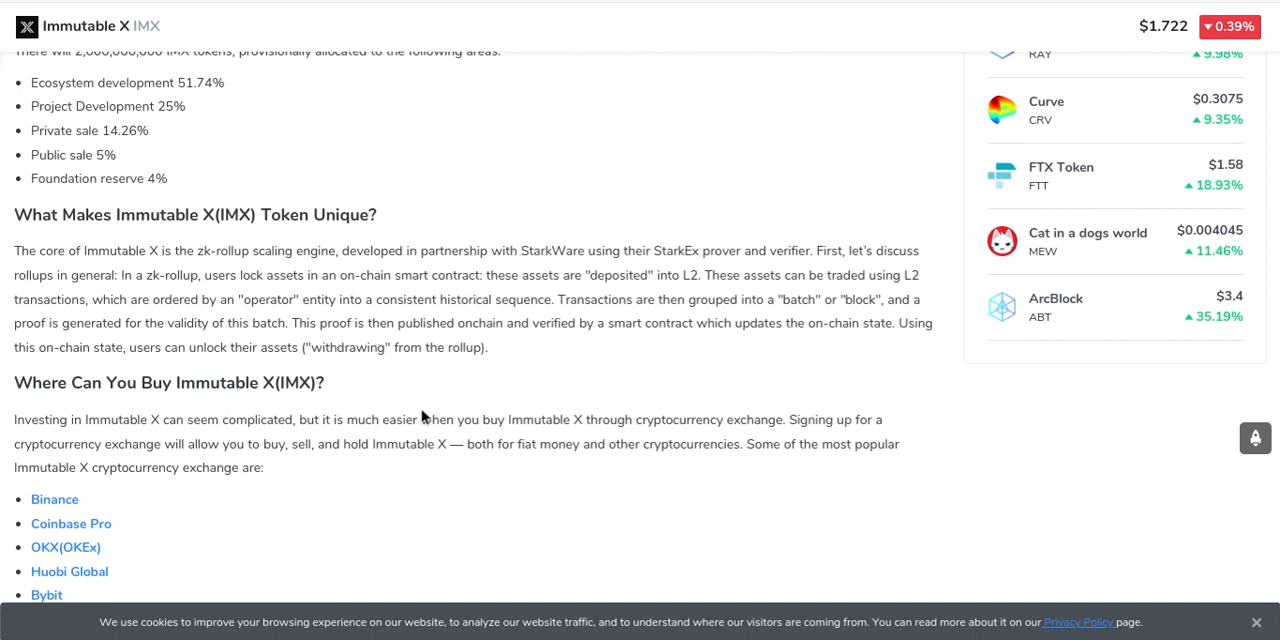 Immutable X IMX
$1.722
0.39%
There will 2,000,000,000 IMX tokens, provisionally allocated to the following areas:
Ecosystem development 51.74%
Project Development 25%
Private sale 14.26%
Public sale 5%
Foundation reserve 4%
What Makes Immutable X(IMX) Token Unique?
The core of Immutable X is the zk-rollup scaling engine, developed in partnership with StarkWare using their StarkEx prover and verifier. First, let's discuss
rollups in general: In a zk-rollup, users lock assets in an on-chain smart contract: these assets are "deposited" into L2. These assets can be traded using L2
transactions, which are ordered by an "operator" entity into a consistent historical sequence. Transactions are then grouped into a "batch" or "block", and a
proof is generated for the validity of this batch. This proof is then published onchain and verified by a smart contract which updates the on-chain state. Using
this on-chain state, users can unlock their assets ("withdrawing" from the rollup).
Where Can You Buy Immutable X(IMX)?
Investing in Immutable X can seem complicated, but it is much easier when you buy Immutable X through cryptocurrency exchange. Signing up for a
cryptocurrency exchange will allow you to buy, sell, and hold Immutable X — both for fiat money and other cryptocurrencies. Some of the most popular
Immutable X cryptocurrency exchange are:
Binance
Coinbase Pro
OKX(OKEx)
Huobi Global
Bybit
RAY
9.98%
Curve
$0.3075
CRV
9.35%
FTX Token
$1.58
FTT
18.93%
Cat in a dogs world
$0.004045
MEW
11.46%
ArcBlock
$3.4
ABT
35.19%
We use cookies to improve your browsing experience on our website, to analyze our website traffic, and to understand where our visitors are coming from. You can read more about it on our Privacy Policy page.